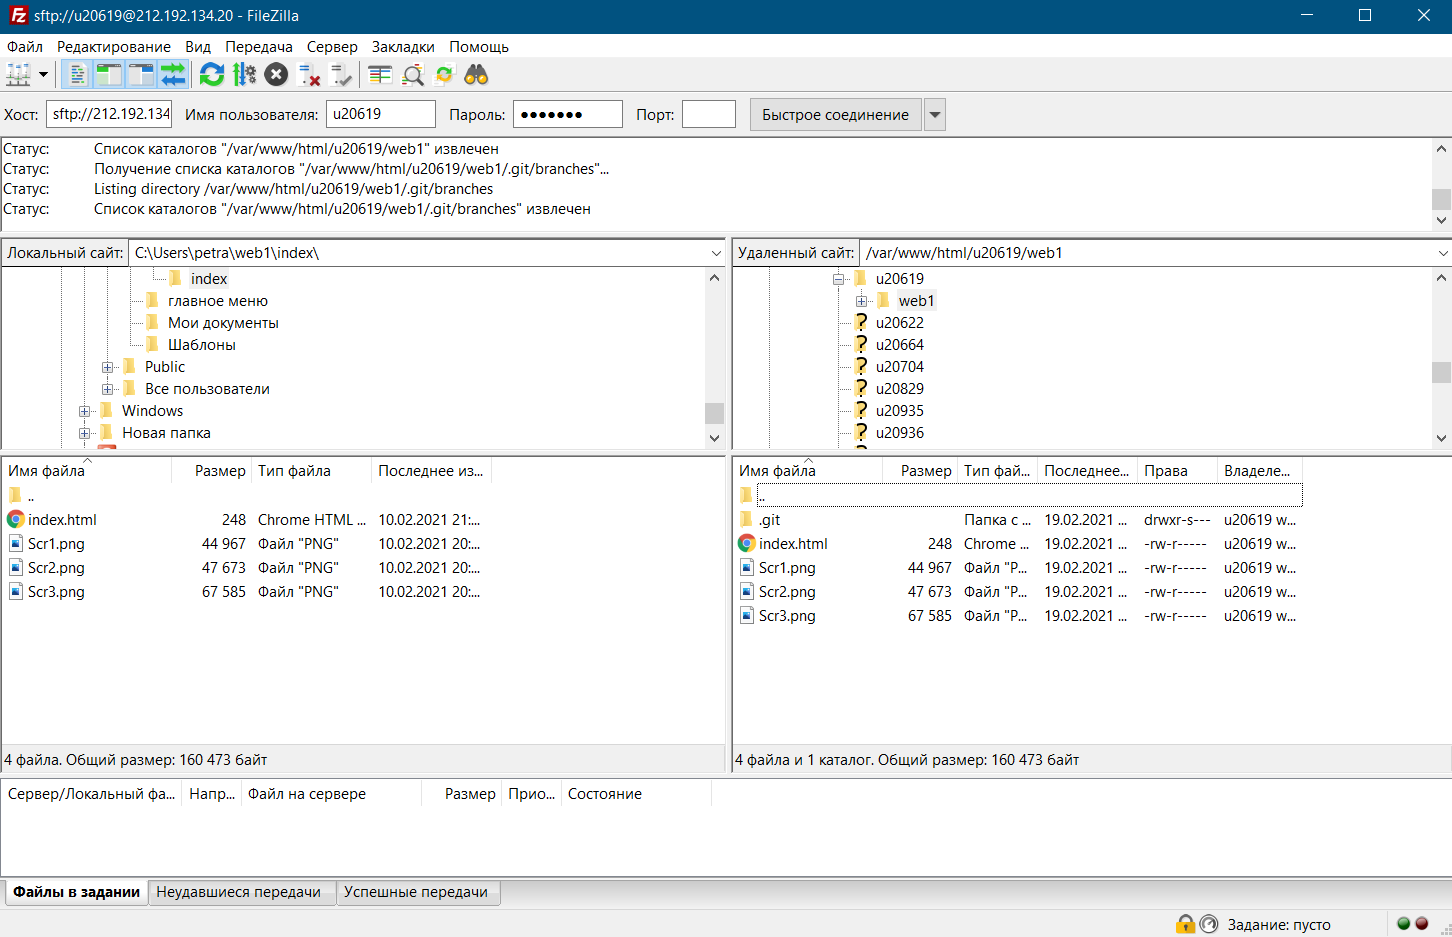 sftp://u20619@212.192.134.20 - FileZilla
Файл Редактирование Вид Передача Сервер Закладки Помощь
Хост: sftp://212.192.134 Имя пользователя: u20619 Пароль: ●●●●●●● Порт: Быстрое соединение
Статус: Список каталогов "/var/www/html/u20619/web1" извлечен
Статус: Получение списка каталогов "/var/www/html/u20619/web1/.git/branches"...
Статус: Listing directory /var/www/html/u20619/web1/.git/branches
Статус: Список каталогов "/var/www/html/u20619/web1/.git/branches" извлечен
Локальный сайт: C:\Users\petra\web1\index\
index
главное меню
Мои документы
Шаблоны
Public
Все пользователи
Windows
Новая папка
Удаленный сайт: /var/www/html/u20619/web1
u20619
web1
u20622
u20664
u20704
u20829
u20935
u20936
Имя файла Размер Тип файла Последнее из...
..
index.html 248 Chrome HTML ... 10.02.2021 21:...
Scr1.png 44 967 Файл "PNG" 10.02.2021 20:...
Scr2.png 47 673 Файл "PNG" 10.02.2021 20:...
Scr3.png 67 585 Файл "PNG" 10.02.2021 20:...
4 файла. Общий размер: 160 473 байт
Имя файла Размер Тип фай... Последнее... Права Владеле...
..
.git Папка с ... 19.02.2021 ... drwxr-s--- u20619 w...
index.html 248 Chrome ... 19.02.2021 ... -rw-r----- u20619 w...
Scr1.png 44 967 Файл "P... 19.02.2021 ... -rw-r----- u20619 w...
Scr2.png 47 673 Файл "P... 19.02.2021 ... -rw-r----- u20619 w...
Scr3.png 67 585 Файл "P... 19.02.2021 ... -rw-r----- u20619 w...
4 файла и 1 каталог. Общий размер: 160 473 байт
Сервер/Локальный фа... Напр... Файл на сервере Размер Прио... Состояние
Файлы в задании Неудавшиеся передачи Успешные передачи
Задание: пусто